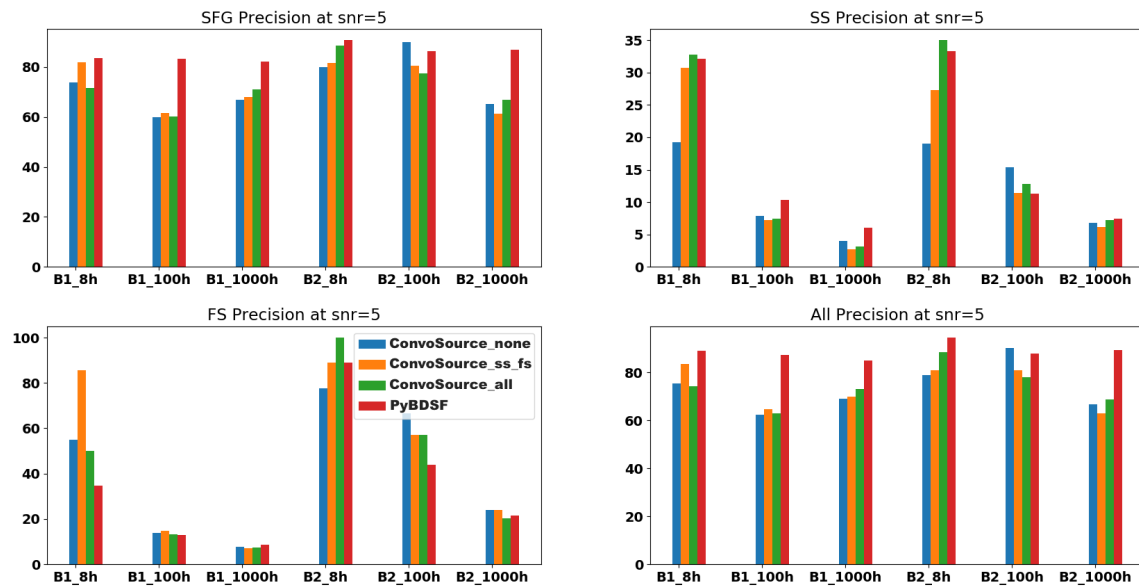 SFG Precision at snr=5
80
60
40
20
0
B1_8h B1_100h B1_1000h B2_8h B2_100h B2_1000h
SS Precision at snr=5
35
30
25
20
15
10
5
0
B1_8h B1_100h B1_1000h B2_8h B2_100h B2_1000h
FS Precision at snr=5
100
80
60
40
20
0
ConvoSource_none
ConvoSource_ss_fs
ConvoSource_all
PyBDSF
B1_8h B1_100h B1_1000h B2_8h B2_100h B2_1000h
All Precision at snr=5
80
60
40
20
0
B1_8h B1_100h B1_1000h B2_8h B2_100h B2_1000h